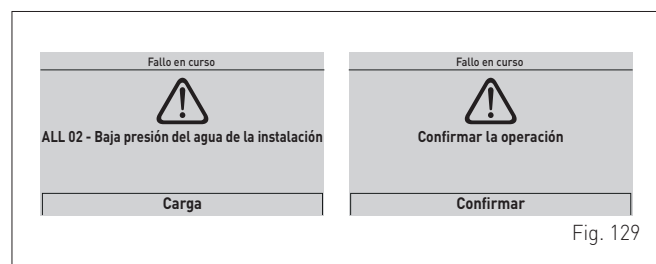 Fallo en curso
ALL 02 - Baja presión del agua de la instalación
Carga
Fallo en curso
Confirmar la operación
Confirmar
Fig. 129